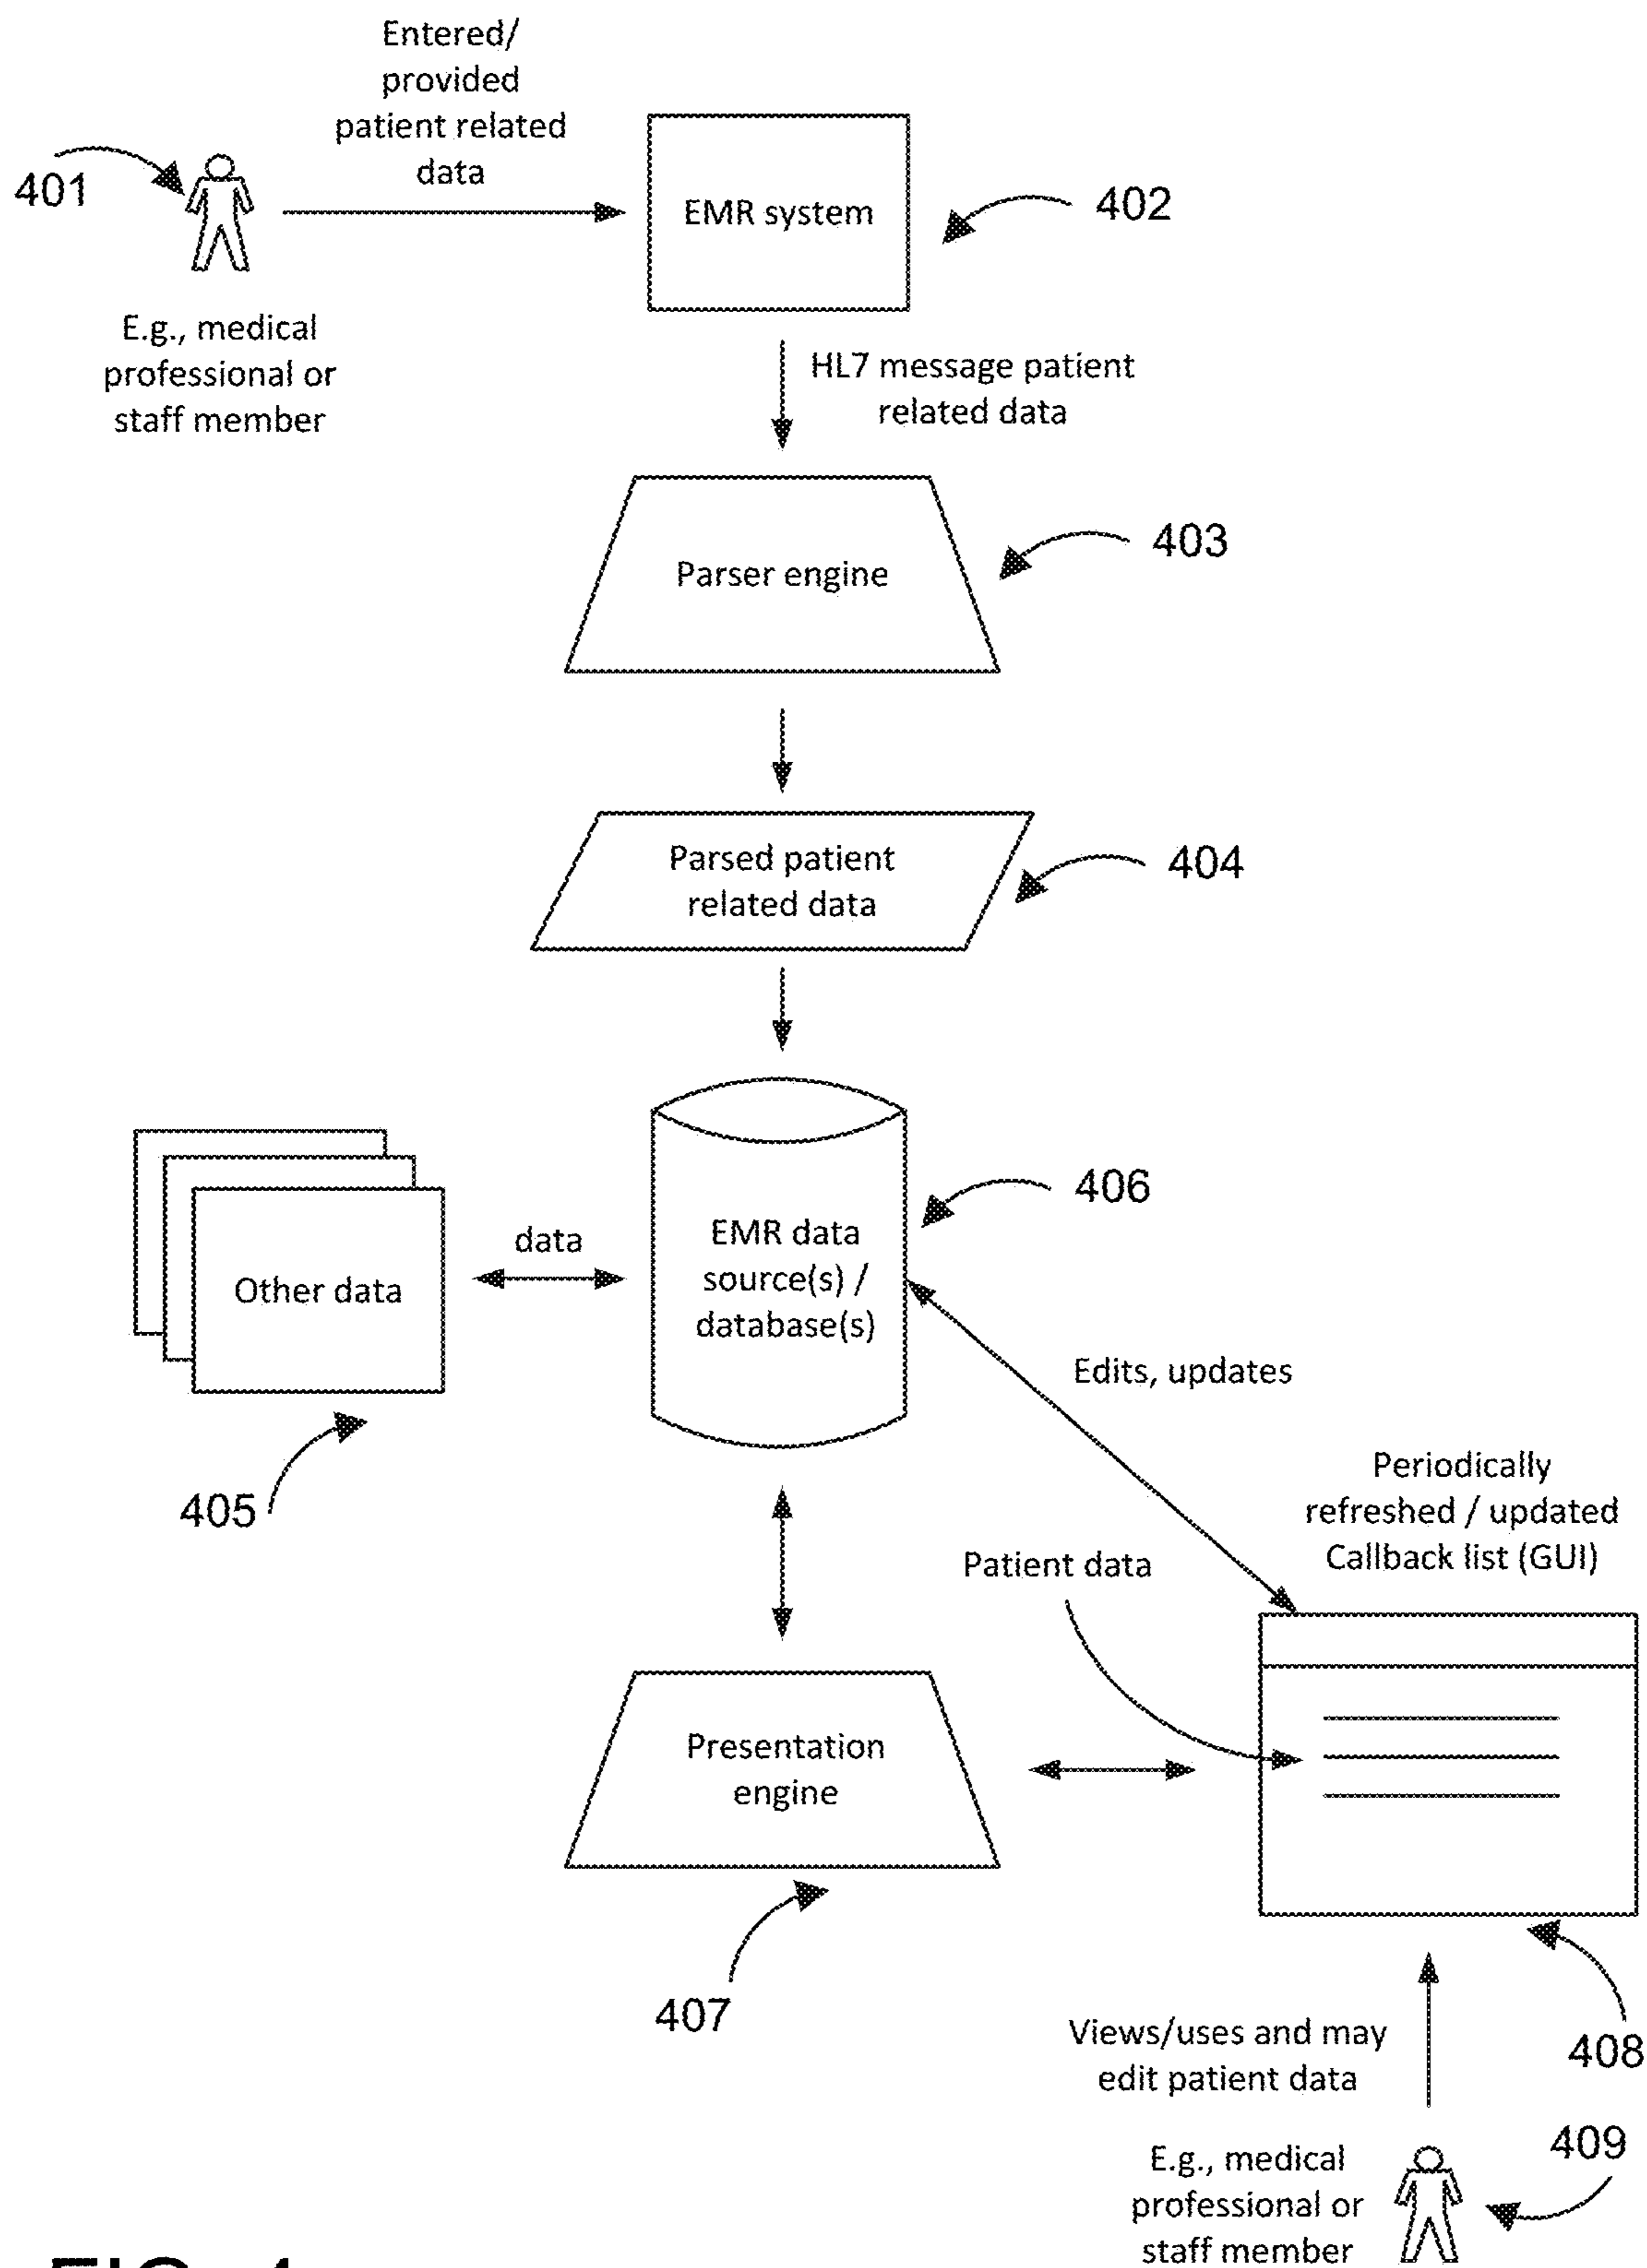 Entered/
provided
patient related
data
401
EMR system
402
E.g., medical
professional or
staff member
HL7 message patient
related data
Parser engine
403
Parsed patient
related data
404
406
data
EMR data
source(s) /
database(s)
Other data
Edits, updates
405
Periodically
refreshed / updated
Callback list (GUI)
Patient data
Presentation
engine
407
Views/uses and may
edit patient data
408
409
E.g., medical
professional or
staff member